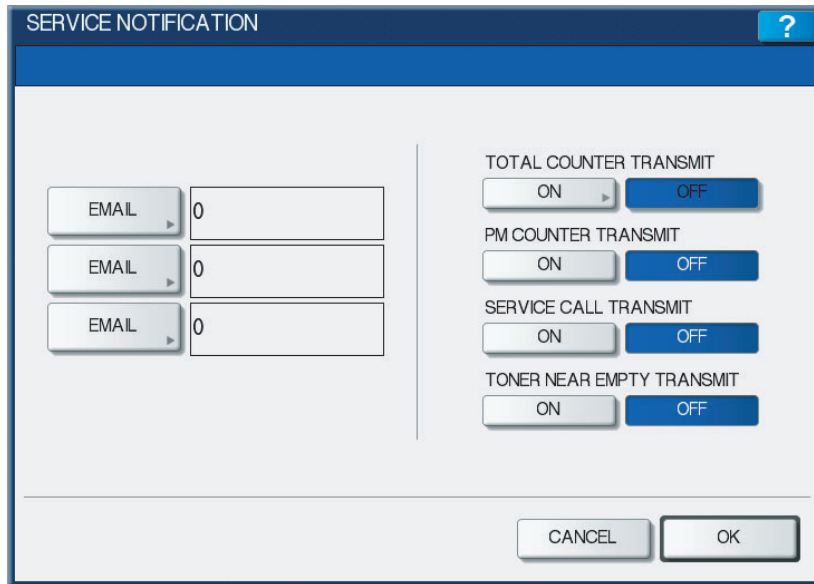 SERVICE NOTIFICATION
?
EMAIL 0
EMAIL 0
EMAIL 0
TOTAL COUNTER TRANSMIT
ON OFF
PM COUNTER TRANSMIT
ON OFF
SERVICE CALL TRANSMIT
ON OFF
TONER NEAR EMPTY TRANSMIT
ON OFF
CANCEL OK